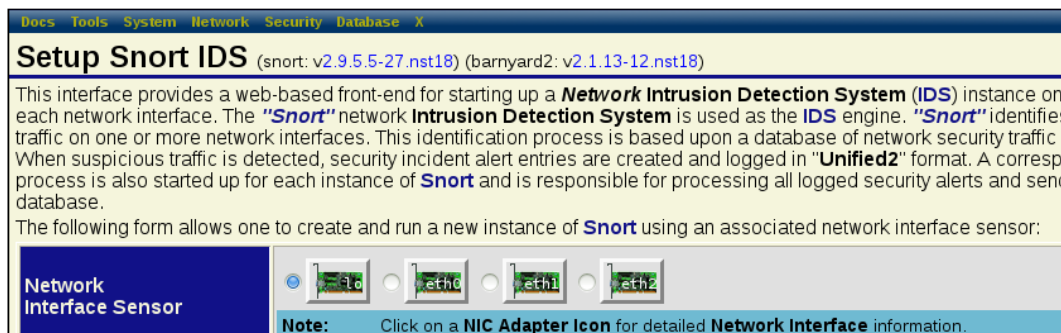 Docs Tools System Network Security Database X
Setup Snort IDS (snort: v2.9.5.5-27.nst18) (barnyard2: v2.1.13-12.nst18)
This interface provides a web-based front-end for starting up a Network Intrusion Detection System (IDS) instance on
each network interface. The "Snort" network Intrusion Detection System is used as the IDS engine. "Snort" identifies
traffic on one or more network interfaces. This identification process is based upon a database of network security traffic
When suspicious traffic is detected, security incident alert entries are created and logged in "Unified2" format. A corresp
process is also started up for each instance of Snort and is responsible for processing all logged security alerts and send
database.
The following form allows one to create and run a new instance of Snort using an associated network interface sensor:
Network
Interface Sensor
lo eth0 eth1 eth2
Note: Click on a NIC Adapter Icon for detailed Network Interface information.